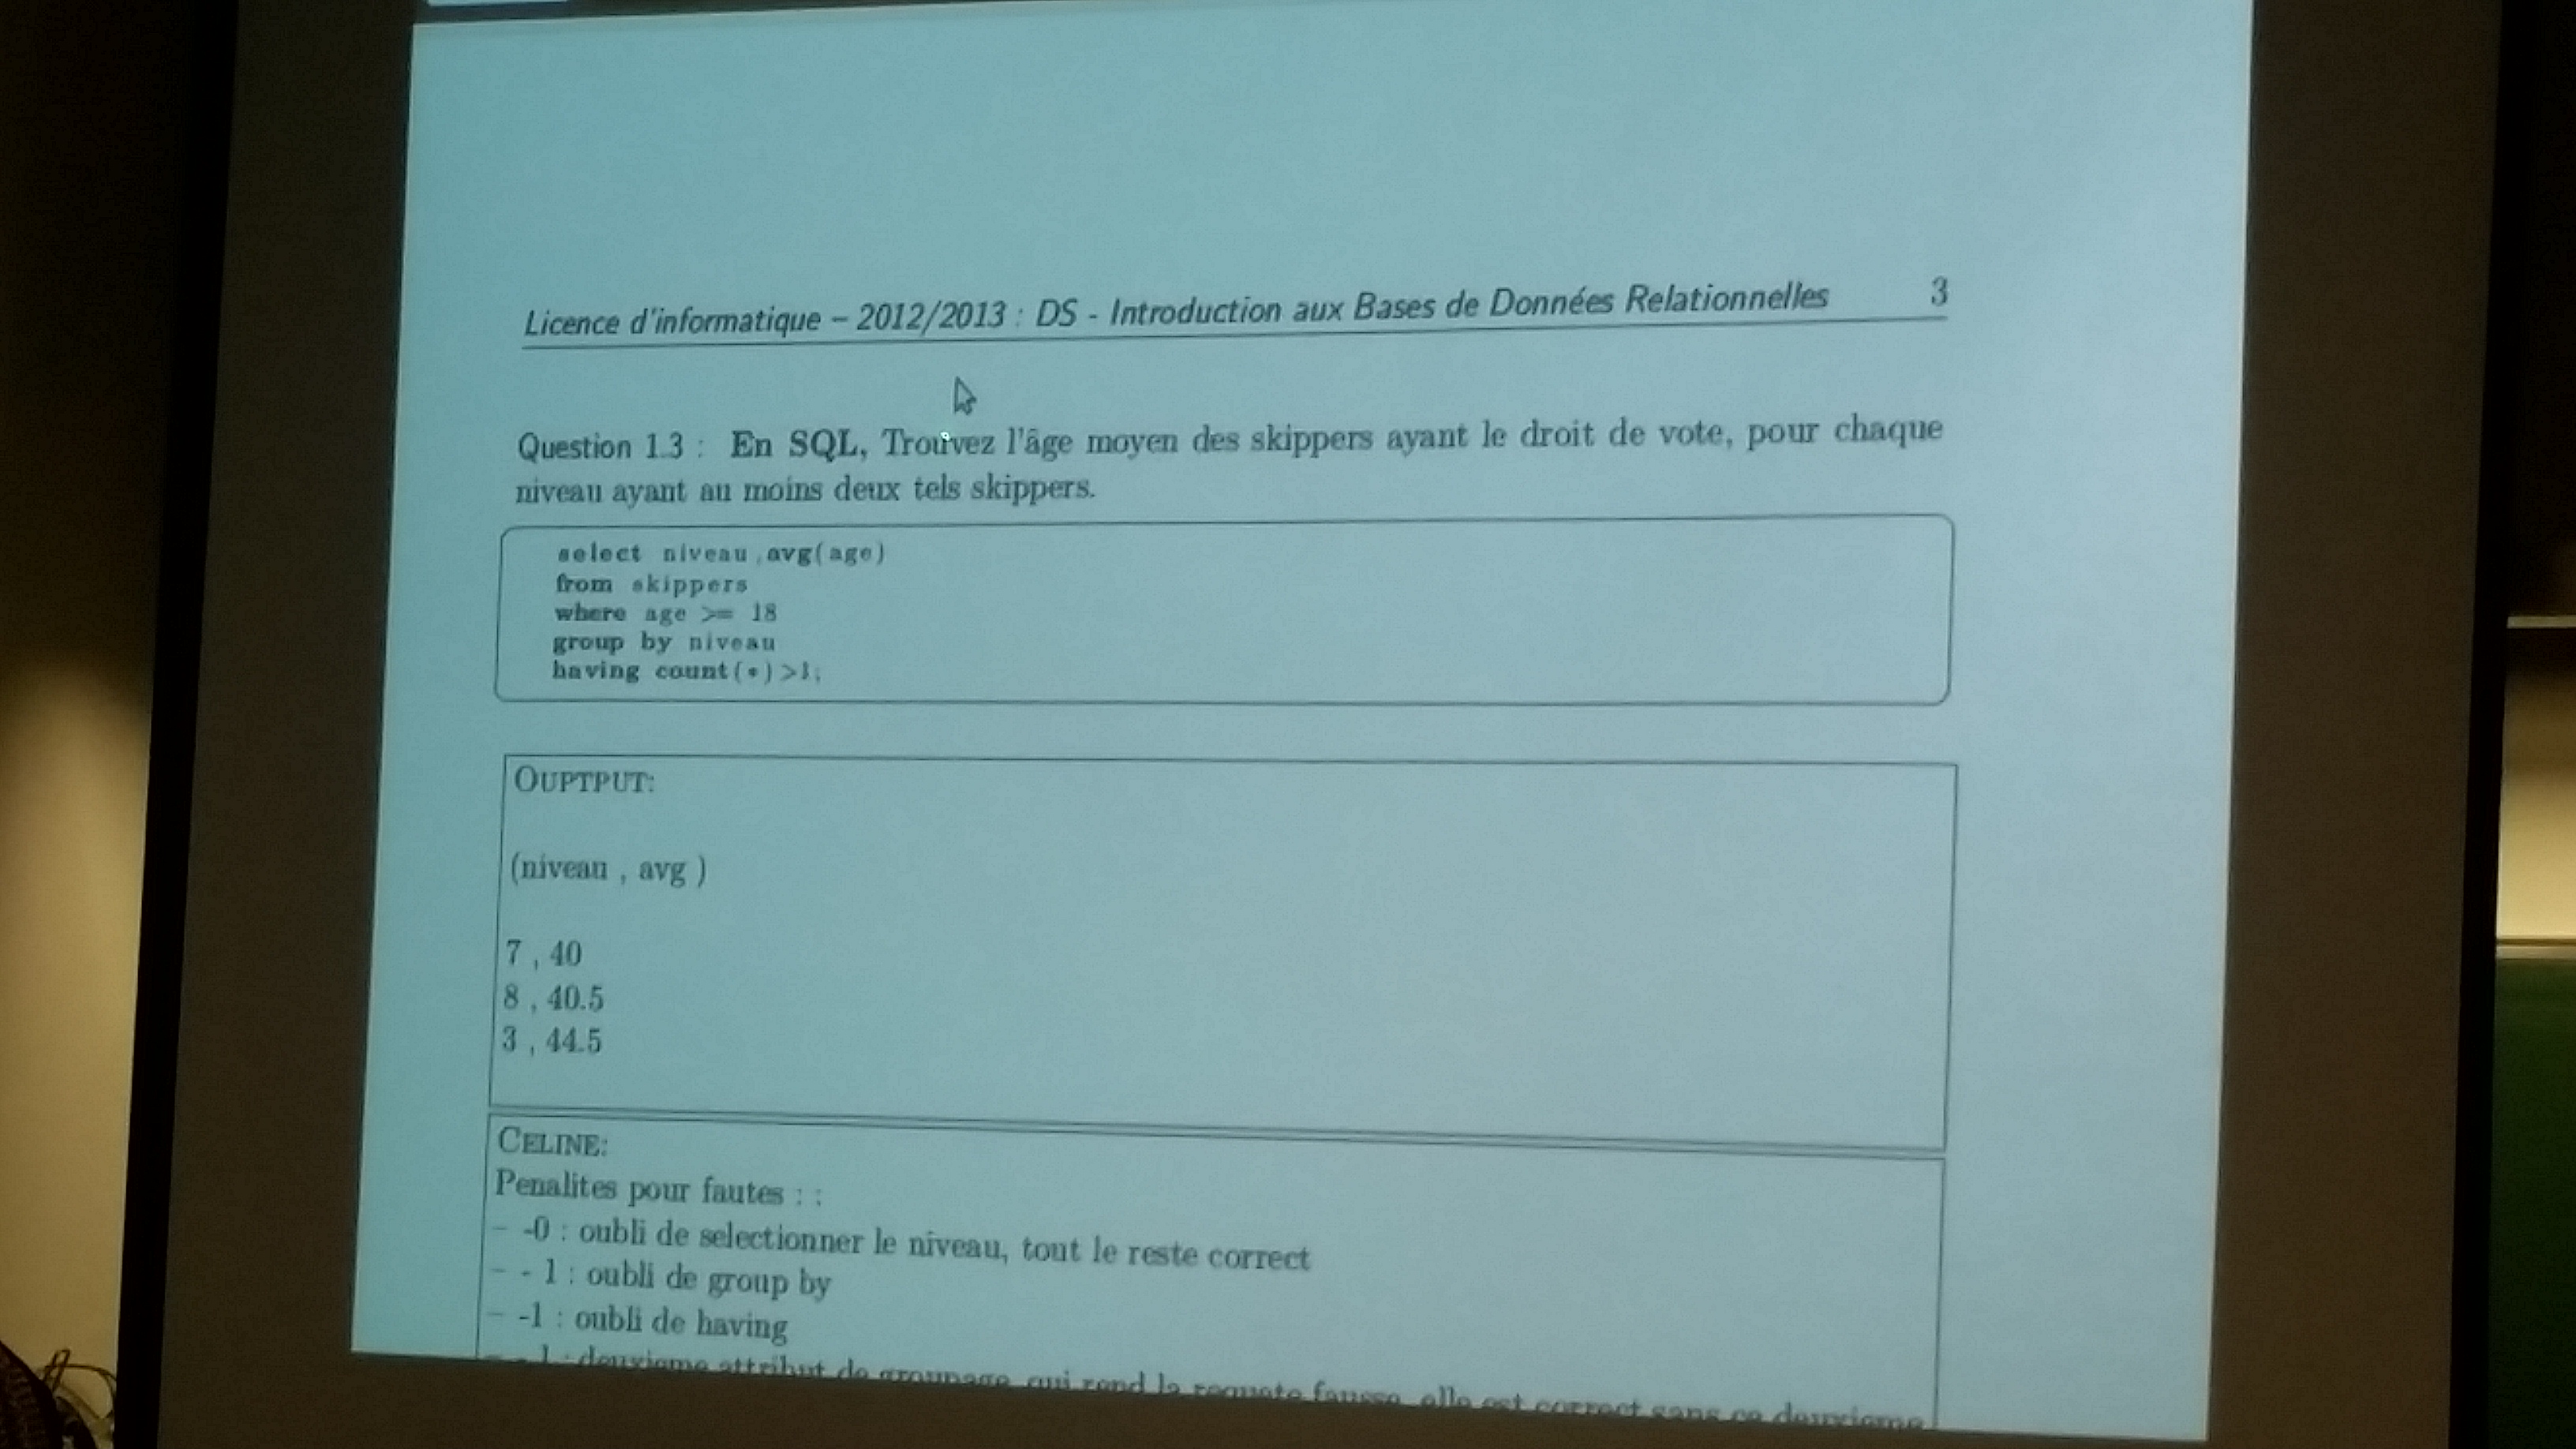 Licence d'informatique – 2012/2013 : DS - Introduction aux Bases de Données Relationnelles 3
Question 1.3 : En SQL, Trouvez l'âge moyen des skippers ayant le droit de vote, pour chaque
niveau ayant au moins deux tels skippers.
select niveau,avg(age)
from skippers
where age >= 18
group by niveau
having count(*)>1;
OUPTPUT:
(niveau , avg )
7 , 40
8 , 40.5
3 , 44.5
CELINE:
Penalites pour fautes : :
– -0 : oubli de selectionner le niveau, tout le reste correct
– - 1 : oubli de group by
– -1 : oubli de having
– - 1 : deuxieme attribut de groupage, qui rend la requete fausse, elle est correct sans ce deuxieme